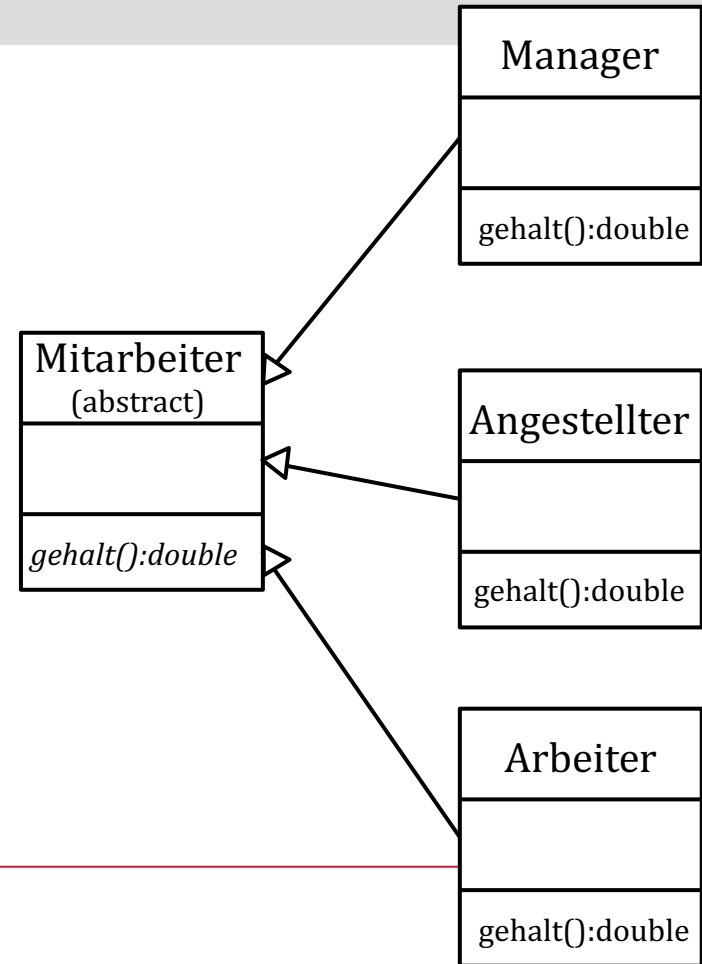 Manager
gehalt():double
Mitarbeiter
(abstract)
gehalt():double
Angestellter
gehalt():double
Arbeiter
gehalt():double